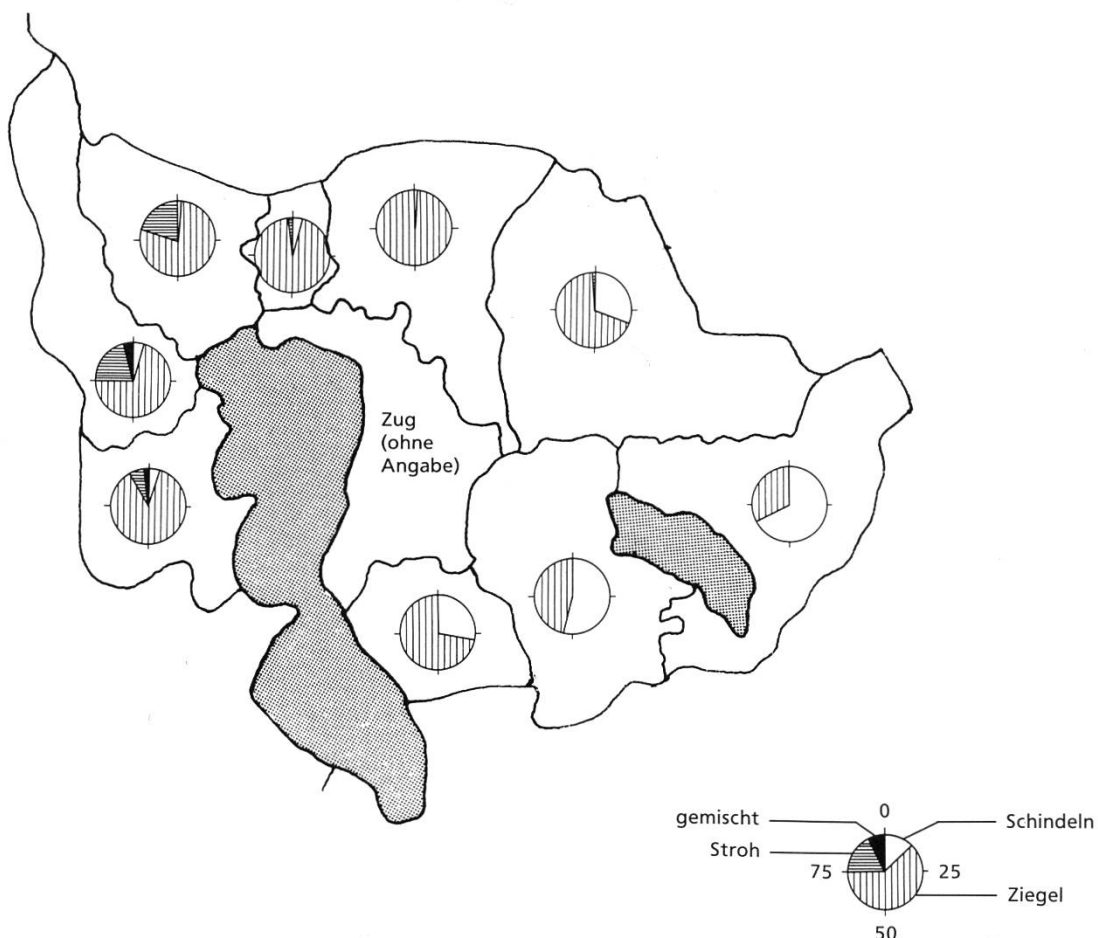 Zug
(ohne
Angabe)
0
gemischt
Schindeln
Stroh
75
25
Ziegel
50